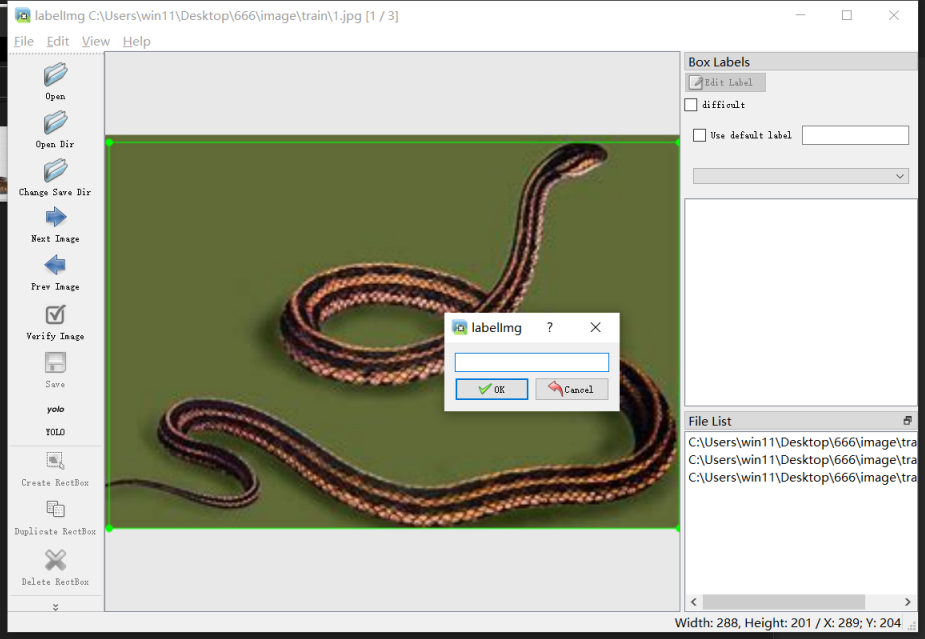 labelImg C:\Users\win11\Desktop\666\image\train\1.jpg [1 / 3]
File Edit View Help
Open
Open Dir
Change Save Dir
Next Image
Prev Image
Verify Image
Save
yolo
YOLO
Create RectBox
Duplicate RectBox
Delete RectBox
labelImg ?
OK Cancel
Box Labels
Edit Label
difficult
Use default label
File List
C:\Users\win11\Desktop\666\image\tra
C:\Users\win11\Desktop\666\image\tra
C:\Users\win11\Desktop\666\image\tra
Width: 288, Height: 201 / X: 289; Y: 204